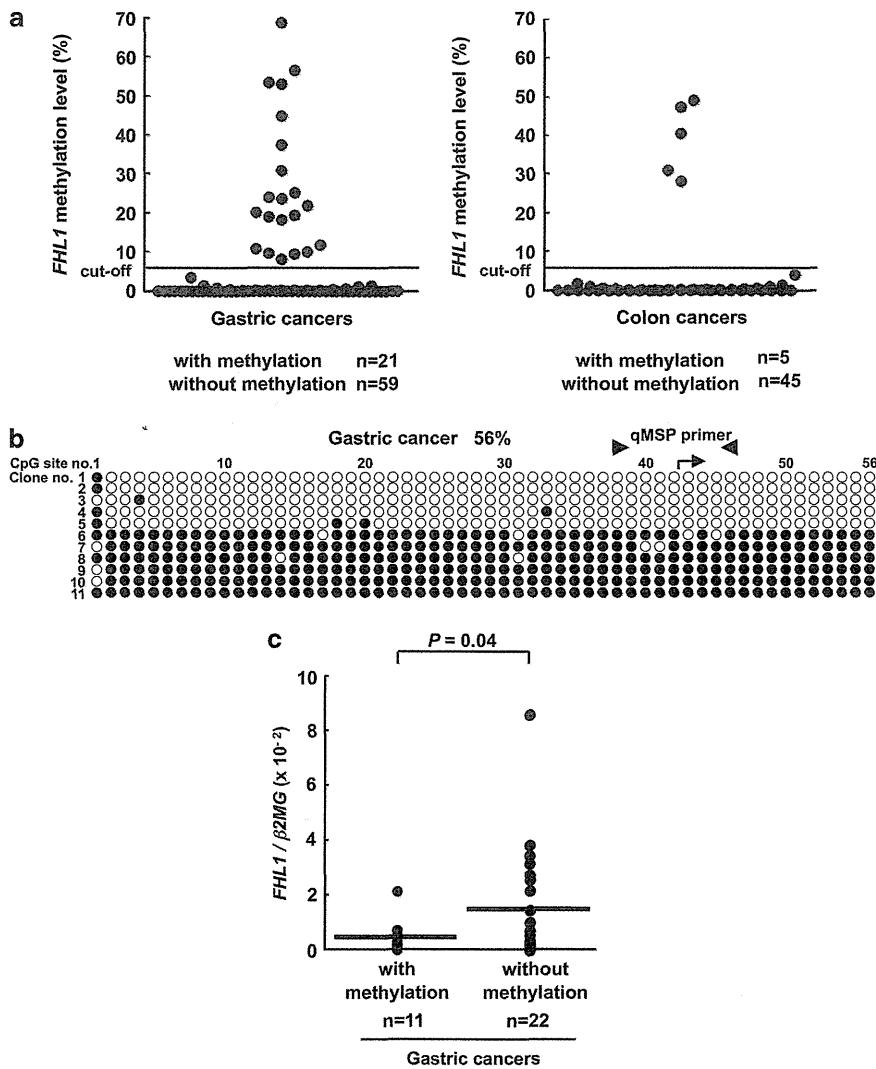 a
FHL1 methylation level (%)
70
60
50
40
30
20
10
cut-off
0
Gastric cancers
with methylation n=21
without methylation n=59
FHL1 methylation level (%)
70
60
50
40
30
20
10
cut-off
0
Colon cancers
with methylation n=5
without methylation n=45
b
Gastric cancer 56%
qMSP primer
CpG site no.1 10 20 30 40 50 56
Clone no. 1
2
3
4
5
6
7
8
9
10
11
c
P = 0.04
FHL1 / β2MG (x 10⁻²)
10
8
6
4
2
0
with methylation
n=11
without methylation
n=22
Gastric cancers